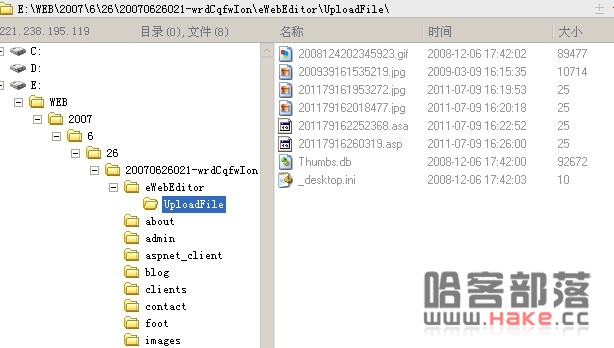 E:\WEB\2007\6\26\20070626021-wrdCqfwIon\eWebEditor\UploadFile\
221.238.195.119 目录(0),文件(8) 名称 时间 大小
C:
D:
E:
WEB
2007
6
26
20070626021-wrdCqfwIon
eWebEditor
UploadFile
about
admin
aspnet_client
blog
clients
contact
foot
images
2008124202345923.gif 2008-12-06 17:42:02 89477
200939161535219.jpg 2009-03-09 16:15:35 10714
201179161953272.jpg 2011-07-09 16:19:53 25
201179162018477.jpg 2011-07-09 16:20:18 25
201179162252368.asa 2011-07-09 16:22:52 25
20117916260319.asp 2011-07-09 16:26:00 25
Thumbs.db 2008-12-06 17:42:00 92672
_desktop.ini 2008-12-06 17:42:03 10
哈客部落
www.Hake.cc